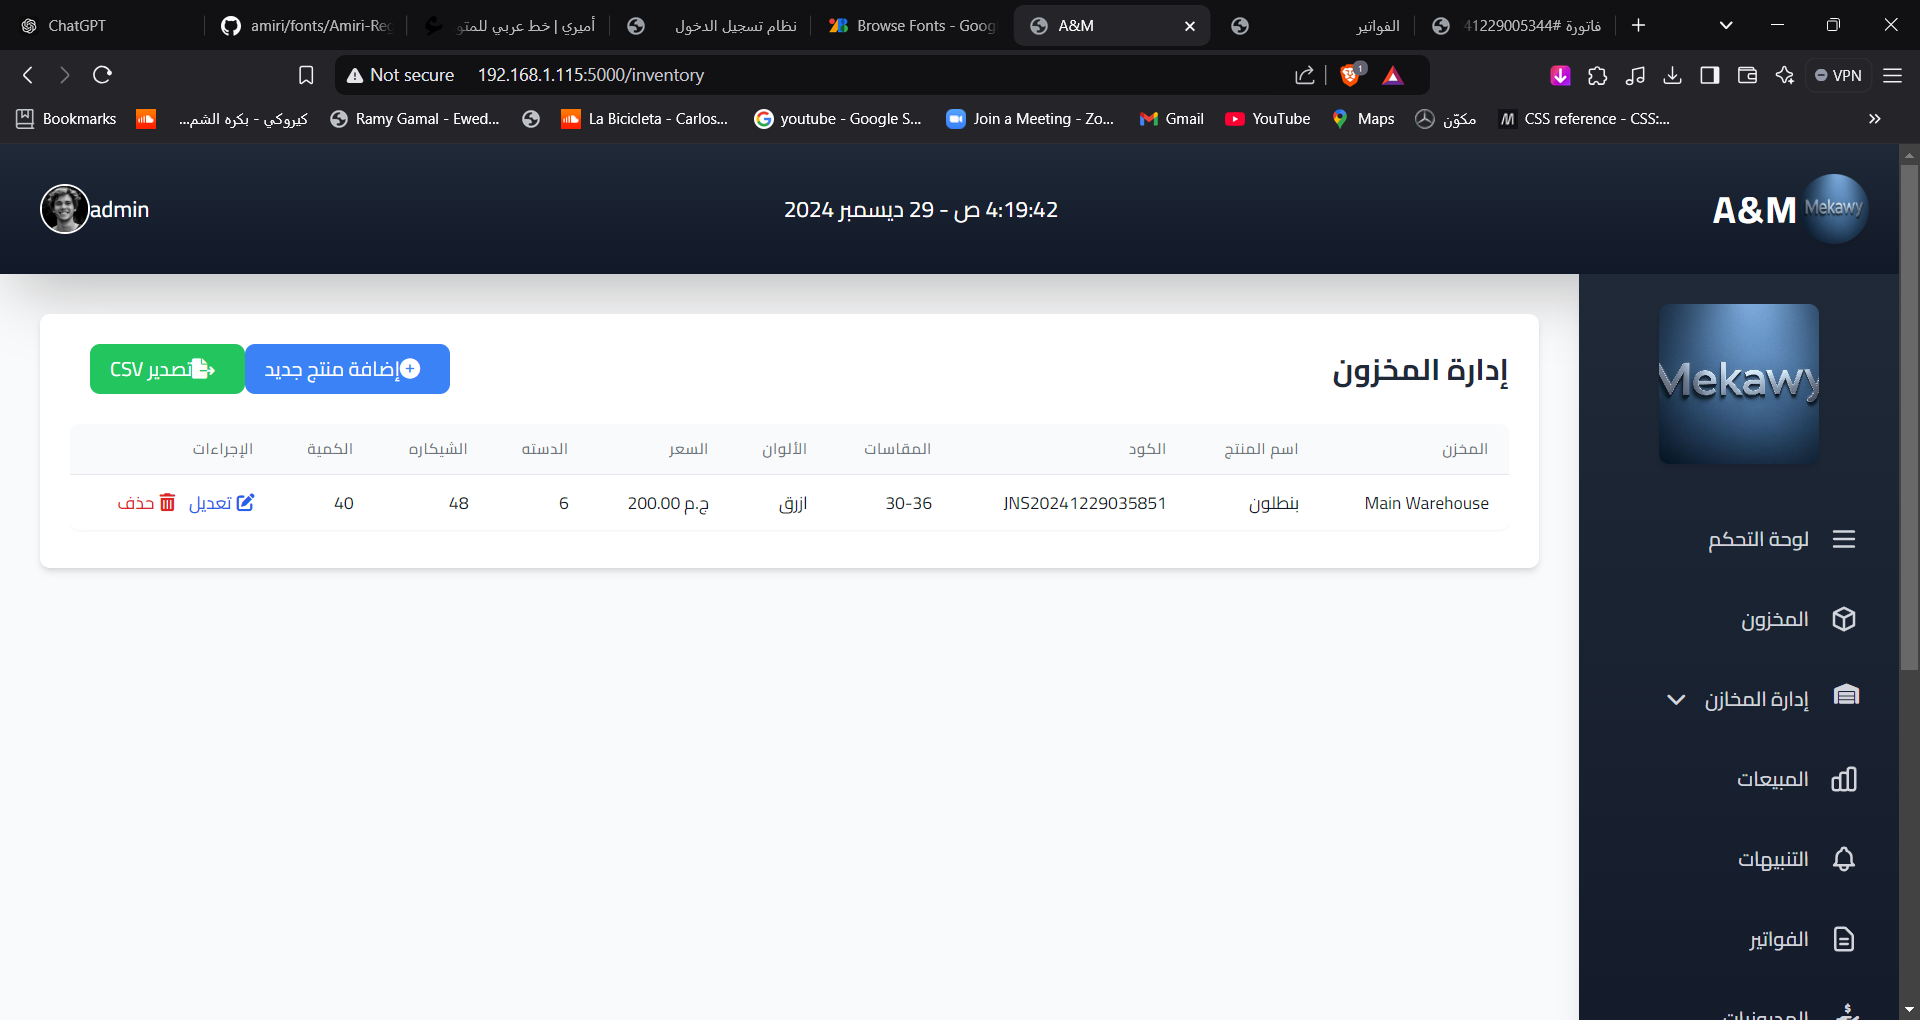 ChatGPT
amiri/fonts/Amiri-Reg
أميري | خط عربي للمتو
نظام تسجيل الدخول
Browse Fonts - Goog
A&M
الفواتير
فاتورة #41229005344
Not secure 192.168.1.115:5000/inventory
1
VPN
Bookmarks
كيروكي - بكره الشم...
Ramy Gamal - Ewed...
La Bicicleta - Carlos...
youtube - Google S...
Join a Meeting - Zo...
Gmail
YouTube
Maps
مكوّن
CSS reference - CSS:...
admin
4:19:42 ص - 29 ديسمبر 2024
A&M
Mekawy
إدارة المخزون
إضافة منتج جديد
تصدير CSV
المخزن اسم المنتج الكود المقاسات الألوان السعر الدسته الشيكاره الكمية الإجراءات
Main Warehouse بنطلون JNS20241229035851 30-36 ازرق ج.م 200.00 6 48 40 تعديل حذف
Mekawy
لوحة التحكم
المخزون
إدارة المخازن
المبيعات
التنبيهات
الفواتير